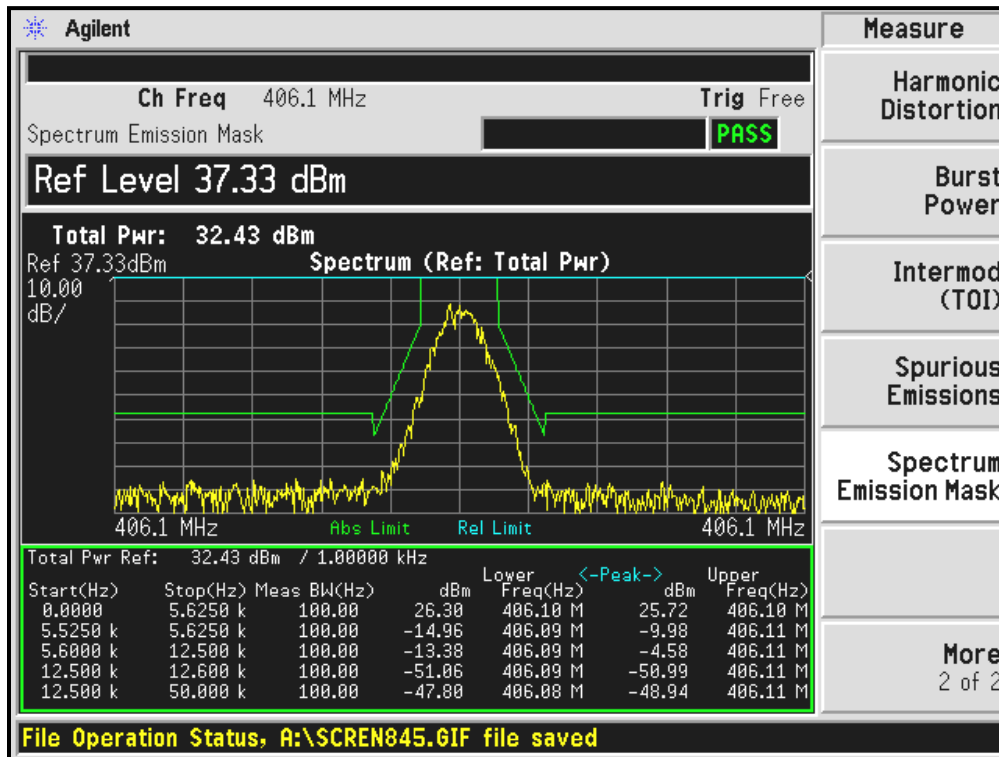 Agilent
Measure
Ch Freq 406.1 MHz Trig Free
Spectrum Emission Mask PASS
Ref Level 37.33 dBm
Total Pwr: 32.43 dBm
Ref 37.33dBm Spectrum (Ref: Total Pwr)
10.00
dB/
406.1 MHz Abs Limit Rel Limit 406.1 MHz
Total Pwr Ref: 32.43 dBm / 1.00000 kHz
Lower <-Peak-> Upper
Start(Hz) Stop(Hz) Meas BW(Hz) dBm Freq(Hz) dBm Freq(Hz)
0.0000 5.6250 k 100.00 26.30 406.10 M 25.72 406.10 M
5.5250 k 5.6250 k 100.00 -14.96 406.09 M -9.98 406.11 M
5.6000 k 12.500 k 100.00 -13.38 406.09 M -4.58 406.11 M
12.500 k 12.600 k 100.00 -51.06 406.09 M -50.99 406.11 M
12.500 k 50.000 k 100.00 -47.80 406.08 M -48.94 406.11 M
File Operation Status, A:\SCREN845.GIF file saved
Harmonic
Distortion
Burst
Power
Intermod
(TOI)
Spurious
Emissions
Spectrum
Emission Mask
More
2 of 2